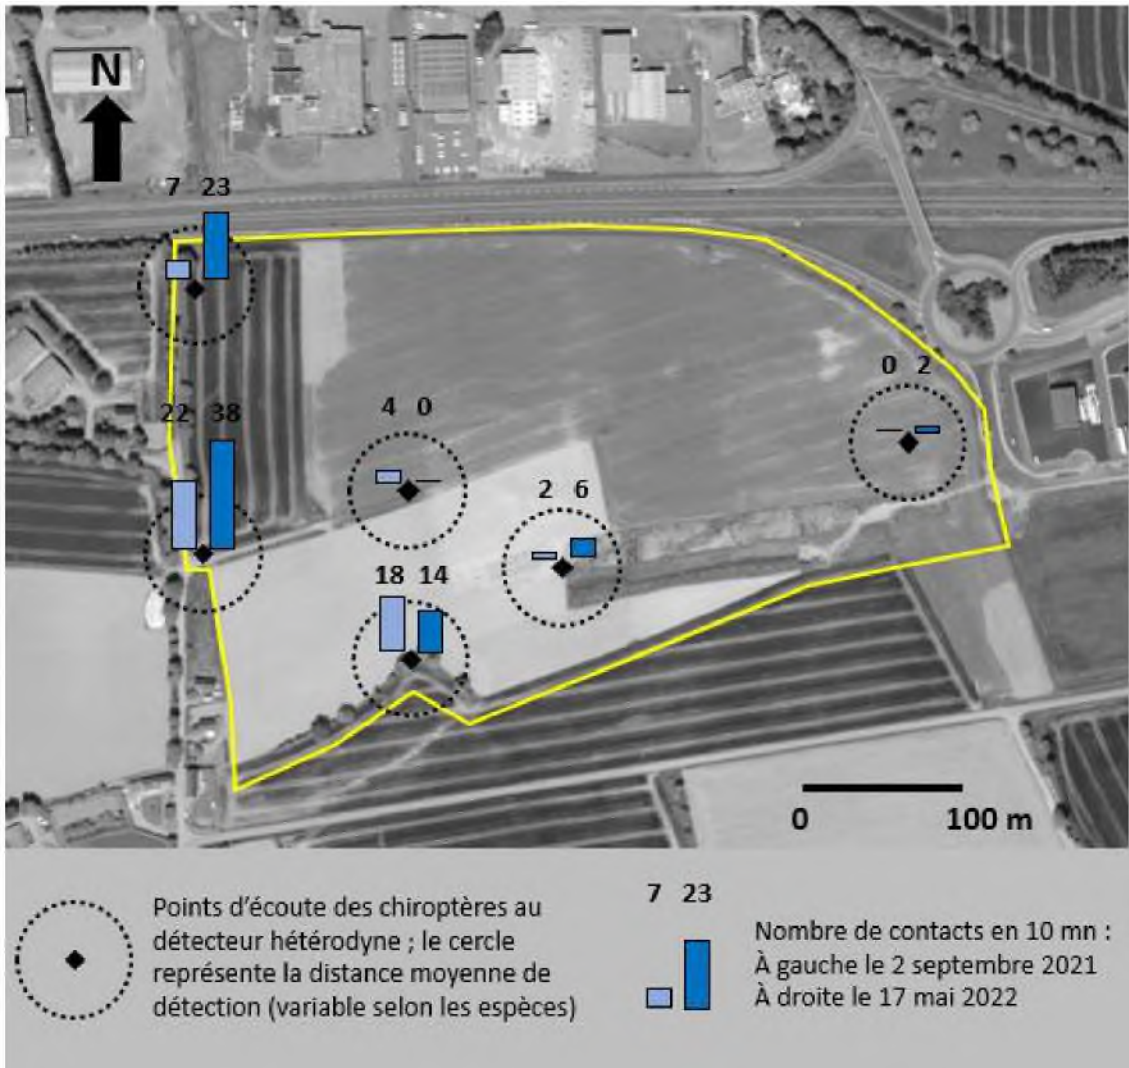 N
7 23
22 38
4 0
0 2
2 6
18 14
0 100 m
Points d'écoute des chiroptères au
détecteur hétérodyne ; le cercle
représente la distance moyenne de
détection (variable selon les espèces)
7 23
Nombre de contacts en 10 mn :
À gauche le 2 septembre 2021
À droite le 17 mai 2022